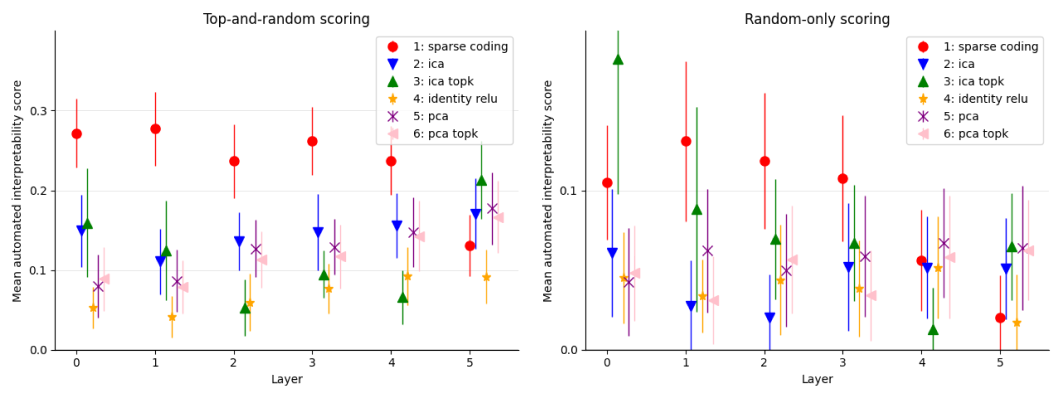 Top-and-random scoring
Mean automated interpretability score
0.3
0.2
0.1
0.0
1: sparse coding
2: ica
3: ica topk
4: identity relu
5: pca
6: pca topk
0
1
2
3
4
5
Layer
Random-only scoring
Mean automated interpretability score
0.1
0.0
1: sparse coding
2: ica
3: ica topk
4: identity relu
5: pca
6: pca topk
0
1
2
3
4
5
Layer